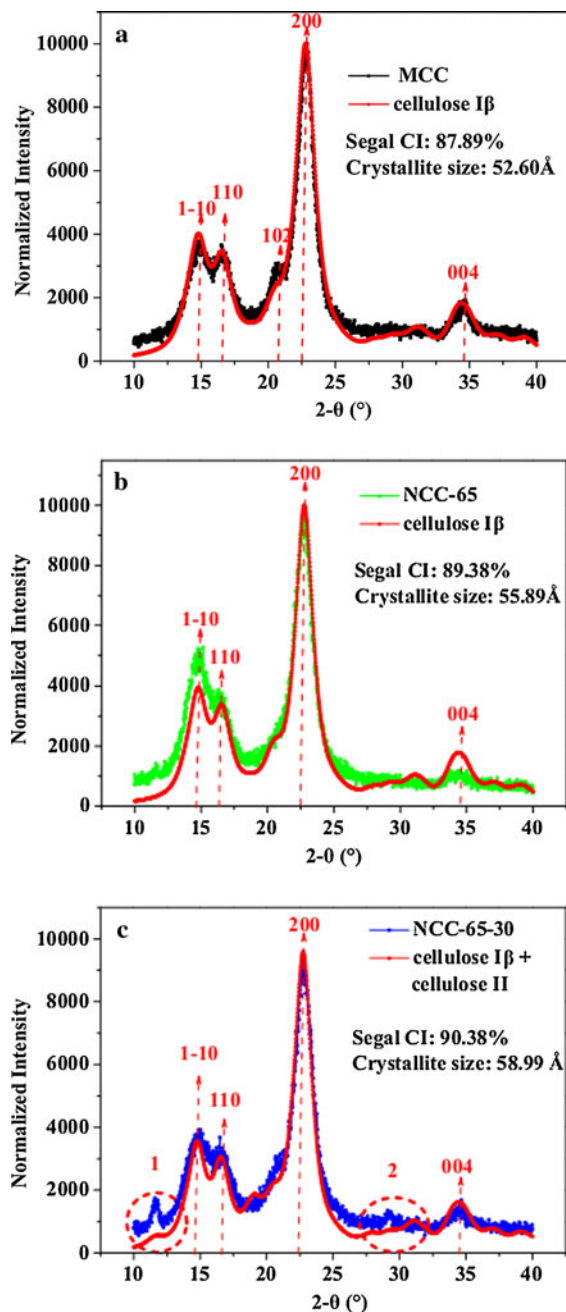 a
200
10000
MCC
cellulose Iβ
8000
Segal CI: 87.89%
Crystallite size: 52.60Å
6000
1-10
110
102
4000
004
2000
0
Normalized Intensity
10 15 20 25 30 35 40
2-θ (°)
b
200
10000
NCC-65
cellulose Iβ
8000
Segal CI: 89.38%
Crystallite size: 55.89Å
1-10
6000
110
4000
004
2000
0
Normalized Intensity
10 15 20 25 30 35 40
2-θ (°)
c
200
10000
NCC-65-30
cellulose Iβ +
cellulose II
8000
Segal CI: 90.38%
Crystallite size: 58.99 Å
1-10
6000
110
4000
1
2
004
2000
0
Normalized Intensity
10 15 20 25 30 35 40
2-θ (°)